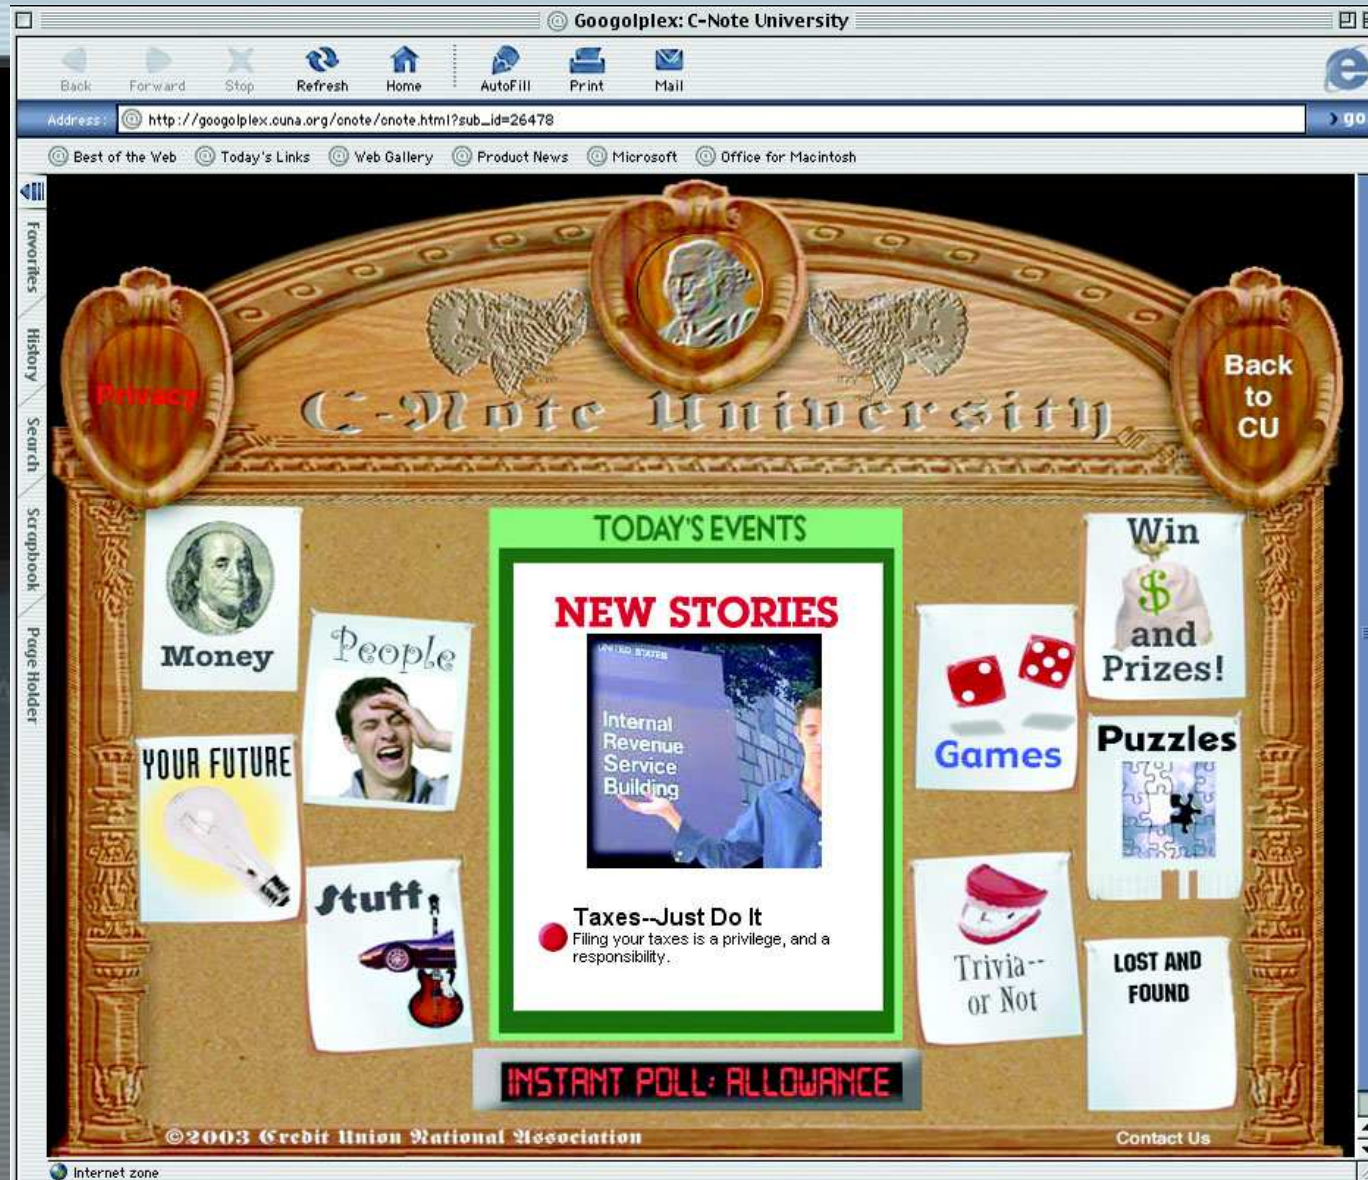 Googolplex: C-Note University
Back
Forward
Stop
Refresh
Home
AutoFill
Print
Mail
Address:
http://googolplex.cuna.org/cnote/cnote.html?sub_id=26478
go
Best of the Web
Today's Links
Web Gallery
Product News
Microsoft
Office for Macintosh
Favorites
History
Search
Scrapbook
Page Holder
Privacy
C-Note University
Back
to
CU
Money
People
YOUR FUTURE
Stuff
TODAY'S EVENTS
NEW STORIES
UNITED STATES
Internal
Revenue
Service
Building
Taxes--Just Do It
Filing your taxes is a privilege, and a
responsibility.
Games
Win
$
and
Prizes!
Puzzles
Trivia--
or Not
LOST AND
FOUND
INSTANT POLL: ALLOWANCE
©2003 Credit Union National Association
Contact Us
Internet zone